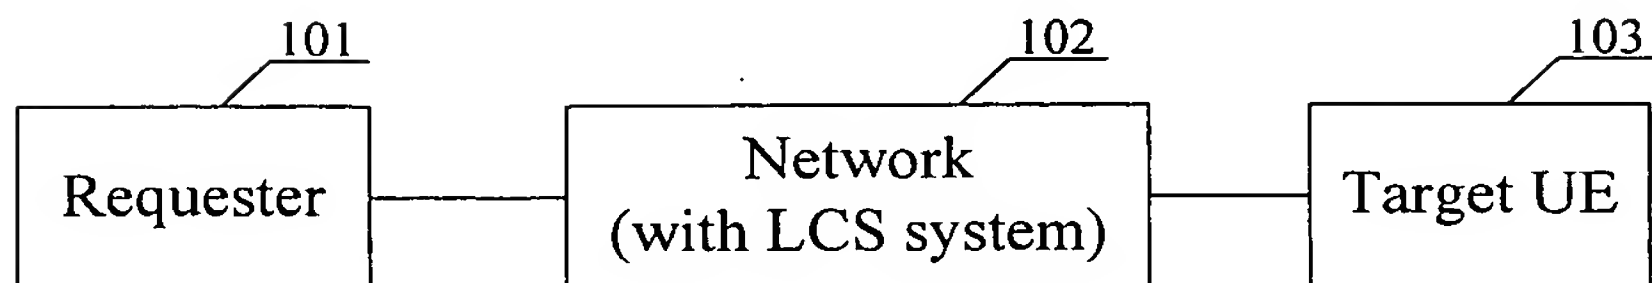 101
102
103
Requester
Network
(with LCS system)
Target UE